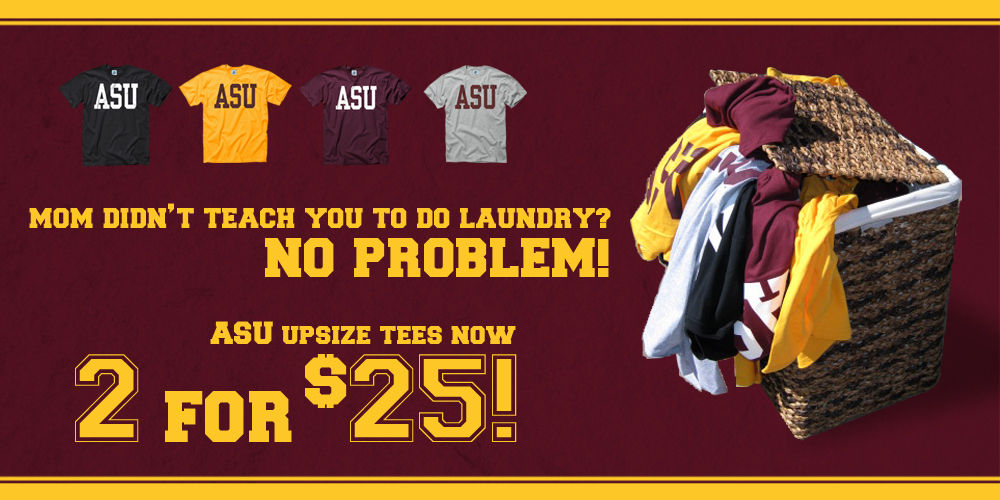 ASU ASU ASU ASU
MOM DIDN'T TEACH YOU TO DO LAUNDRY?
NO PROBLEM!
ASU UPSIZE TEES NOW
2 FOR $25!